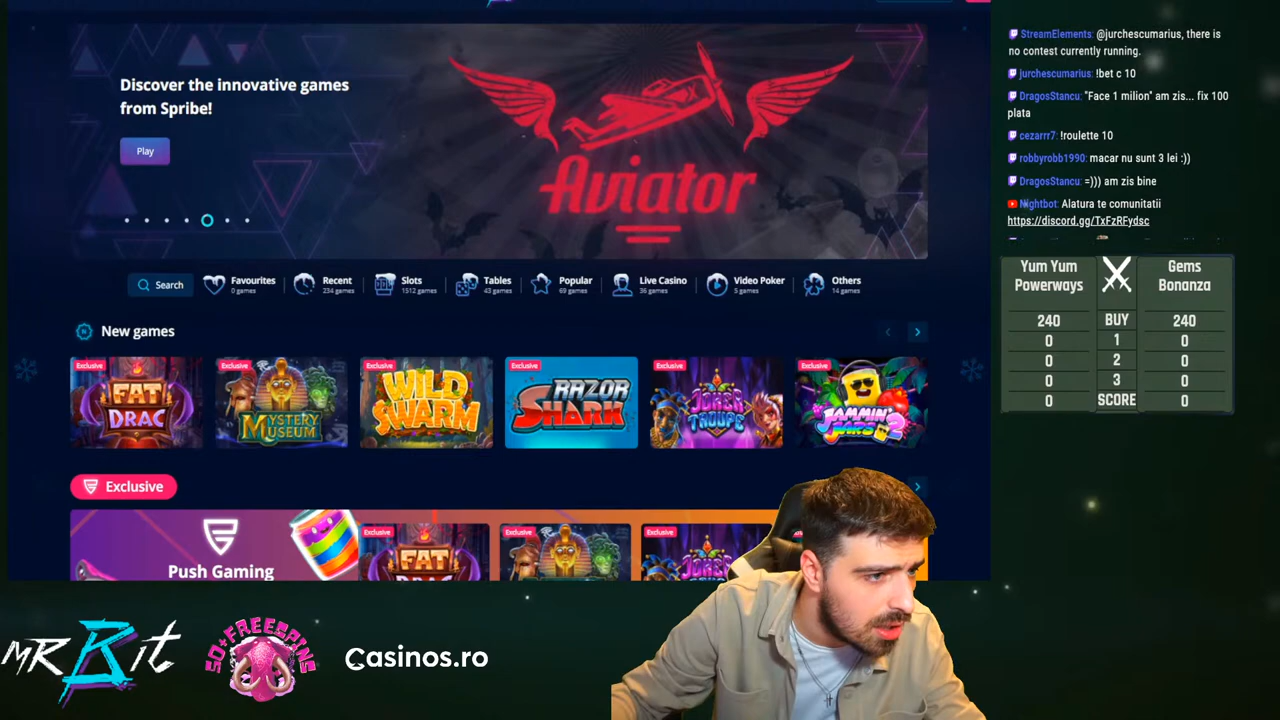 Discover the innovative games
from Spribe!
Play
Aviator
Search
Favourites
0 games
Recent
234 games
Slots
1512 games
Tables
43 games
Popular
69 games
Live Casino
36 games
Video Poker
5 games
Others
14 games
New games
Exclusive
FAT
DRAC
Exclusive
MYSTERY
MUSEUM
Exclusive
WILD
SWARM
Exclusive
RAZOR
SHARK
Exclusive
JOKER
TROUPE
Exclusive
JAMMIN'
JARS 2
Exclusive
Push Gaming
Exclusive
FAT
Exclusive
Exclusive
JOKER
StreamElements: @jurchescumarius, there is
no contest currently running.
jurchescumarius: !bet c 10
DragosStancu: "Face 1 milion" am zis... fix 100
plata
cezarrr7: !roulette 10
robbyrobb1990: macar nu sunt 3 lei :))
DragosStancu: =))) am zis bine
Nightbot: Alatura te comunitatii
https://discord.gg/TxFzRFydsc
Yum Yum
Powerways
Gems
Bonanza
240 BUY 240
0 1 0
0 2 0
0 3 0
0 SCORE 0
MR Bit
50+FREESPINS
Casinos.ro